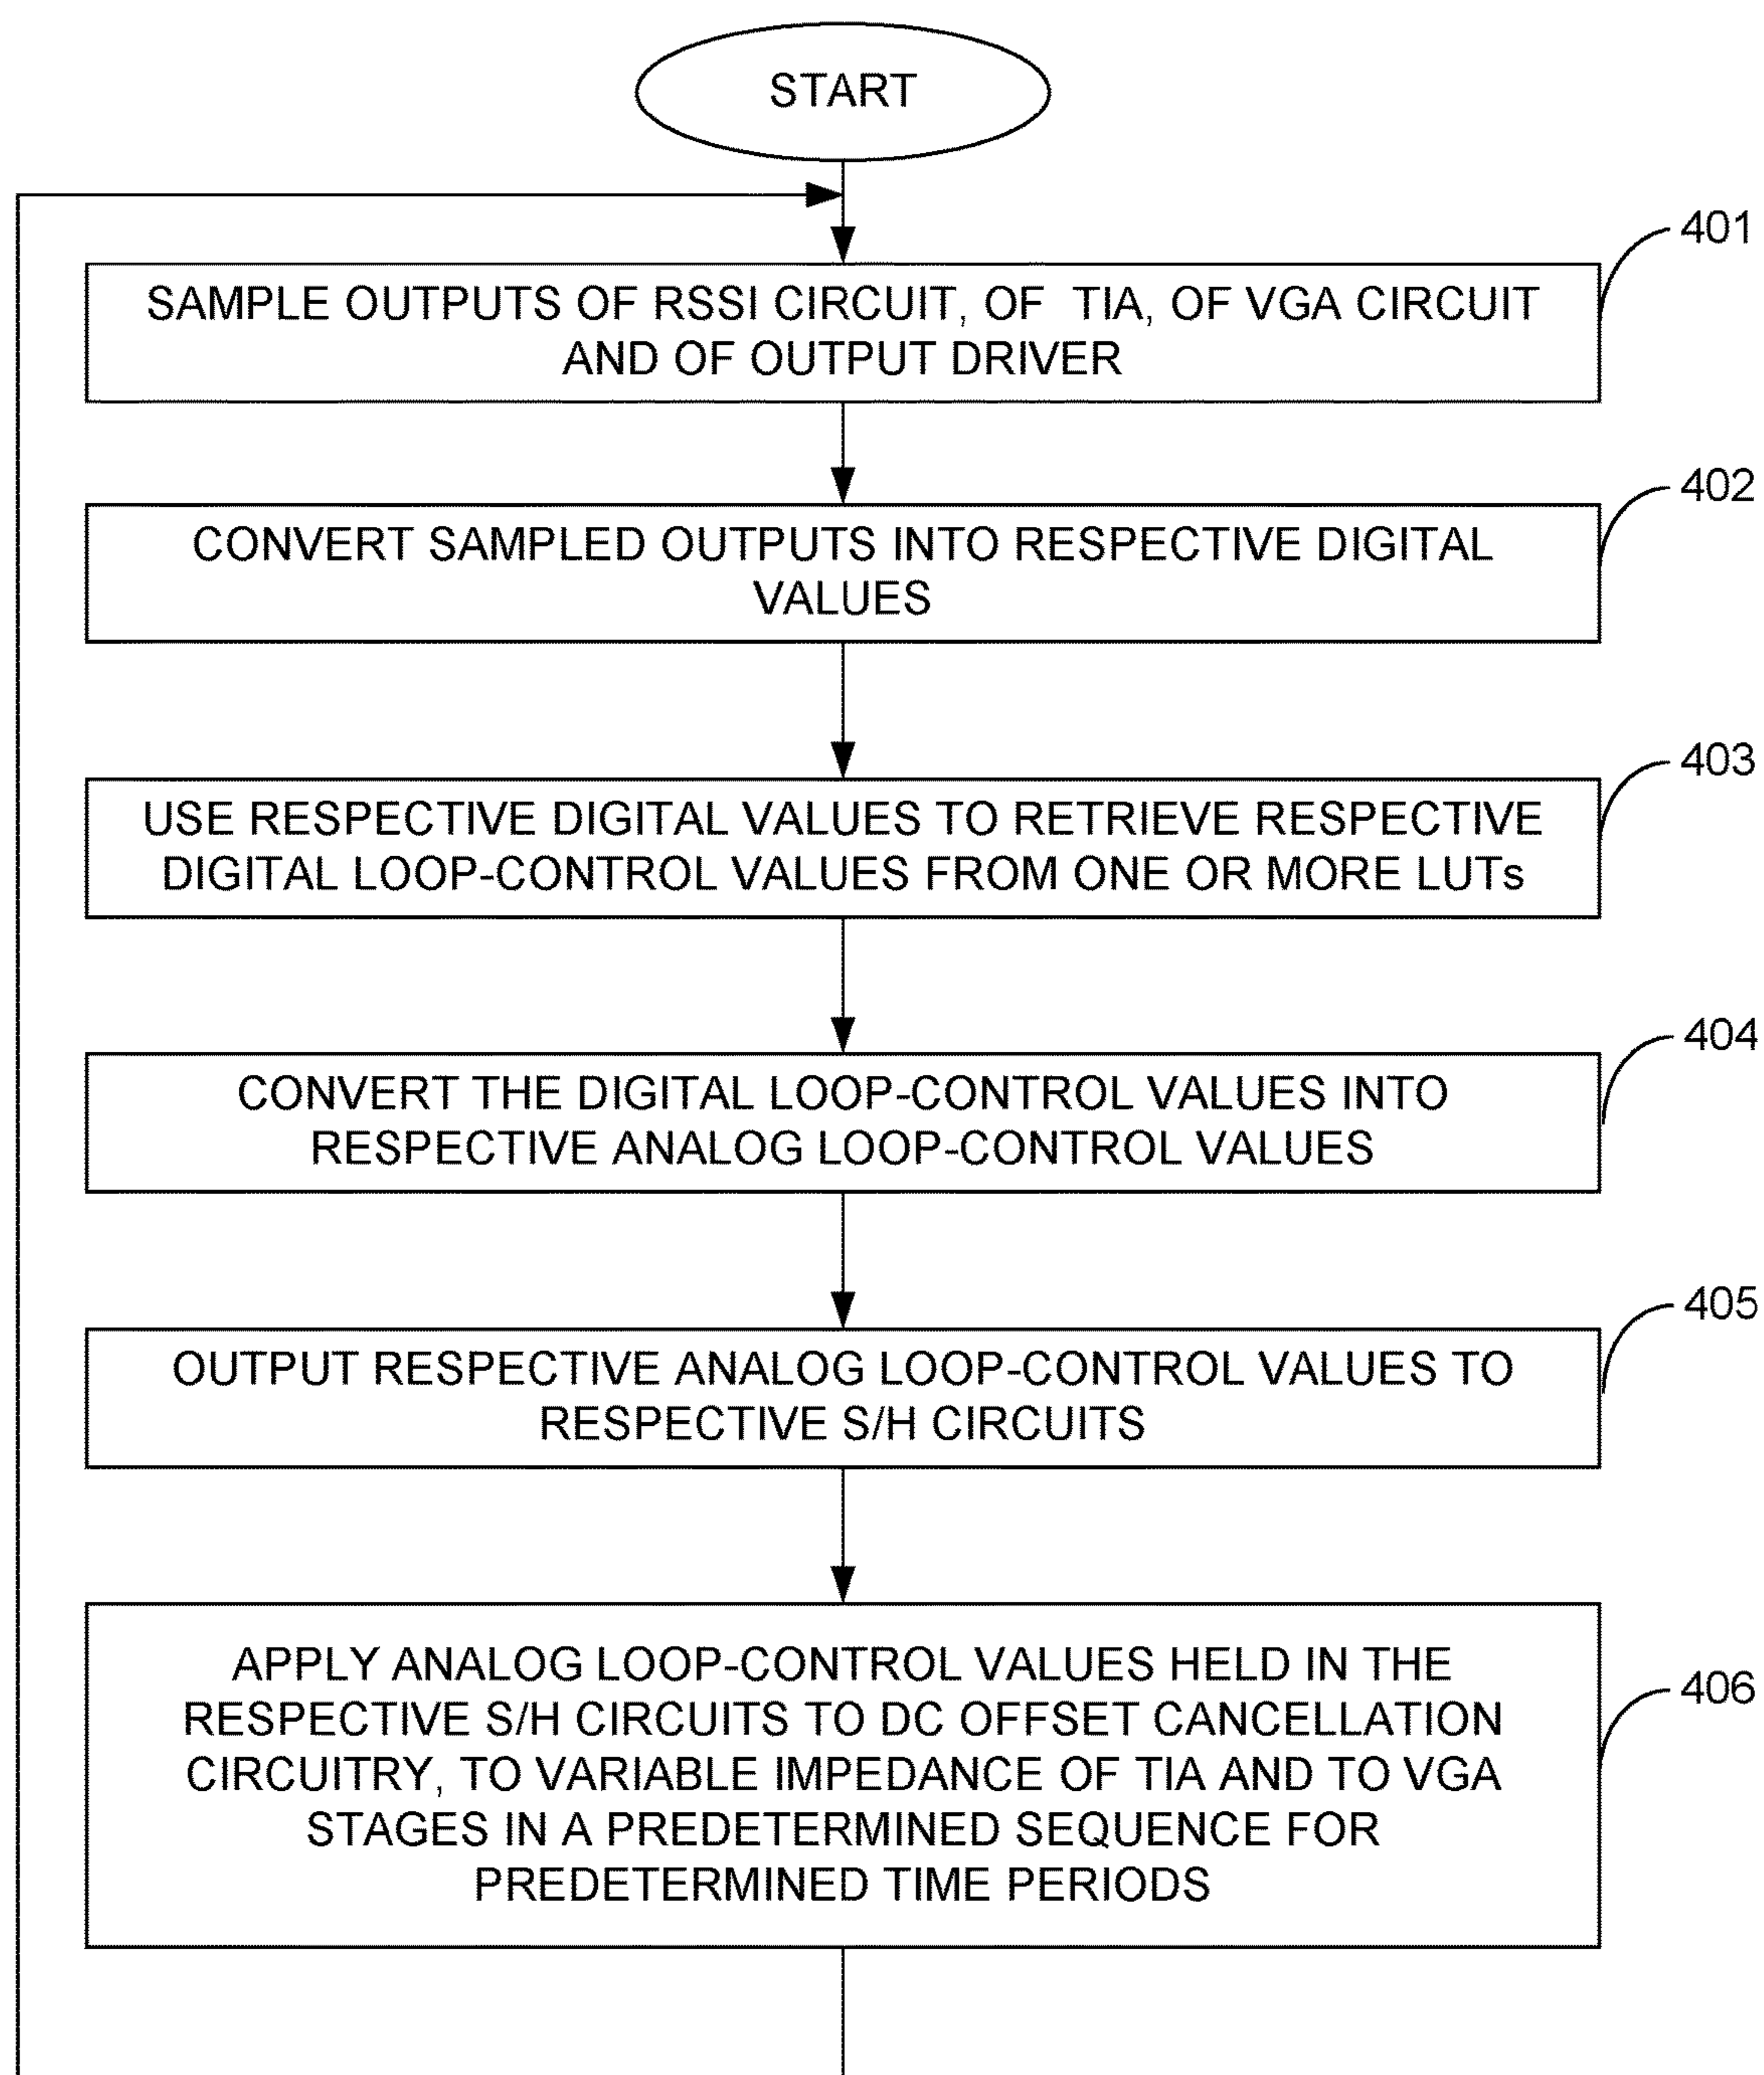 START
401
SAMPLE OUTPUTS OF RSSI CIRCUIT, OF TIA, OF VGA CIRCUIT
AND OF OUTPUT DRIVER
402
CONVERT SAMPLED OUTPUTS INTO RESPECTIVE DIGITAL
VALUES
403
USE RESPECTIVE DIGITAL VALUES TO RETRIEVE RESPECTIVE
DIGITAL LOOP-CONTROL VALUES FROM ONE OR MORE LUTs
404
CONVERT THE DIGITAL LOOP-CONTROL VALUES INTO
RESPECTIVE ANALOG LOOP-CONTROL VALUES
405
OUTPUT RESPECTIVE ANALOG LOOP-CONTROL VALUES TO
RESPECTIVE S/H CIRCUITS
406
APPLY ANALOG LOOP-CONTROL VALUES HELD IN THE
RESPECTIVE S/H CIRCUITS TO DC OFFSET CANCELLATION
CIRCUITRY, TO VARIABLE IMPEDANCE OF TIA AND TO VGA
STAGES IN A PREDETERMINED SEQUENCE FOR
PREDETERMINED TIME PERIODS